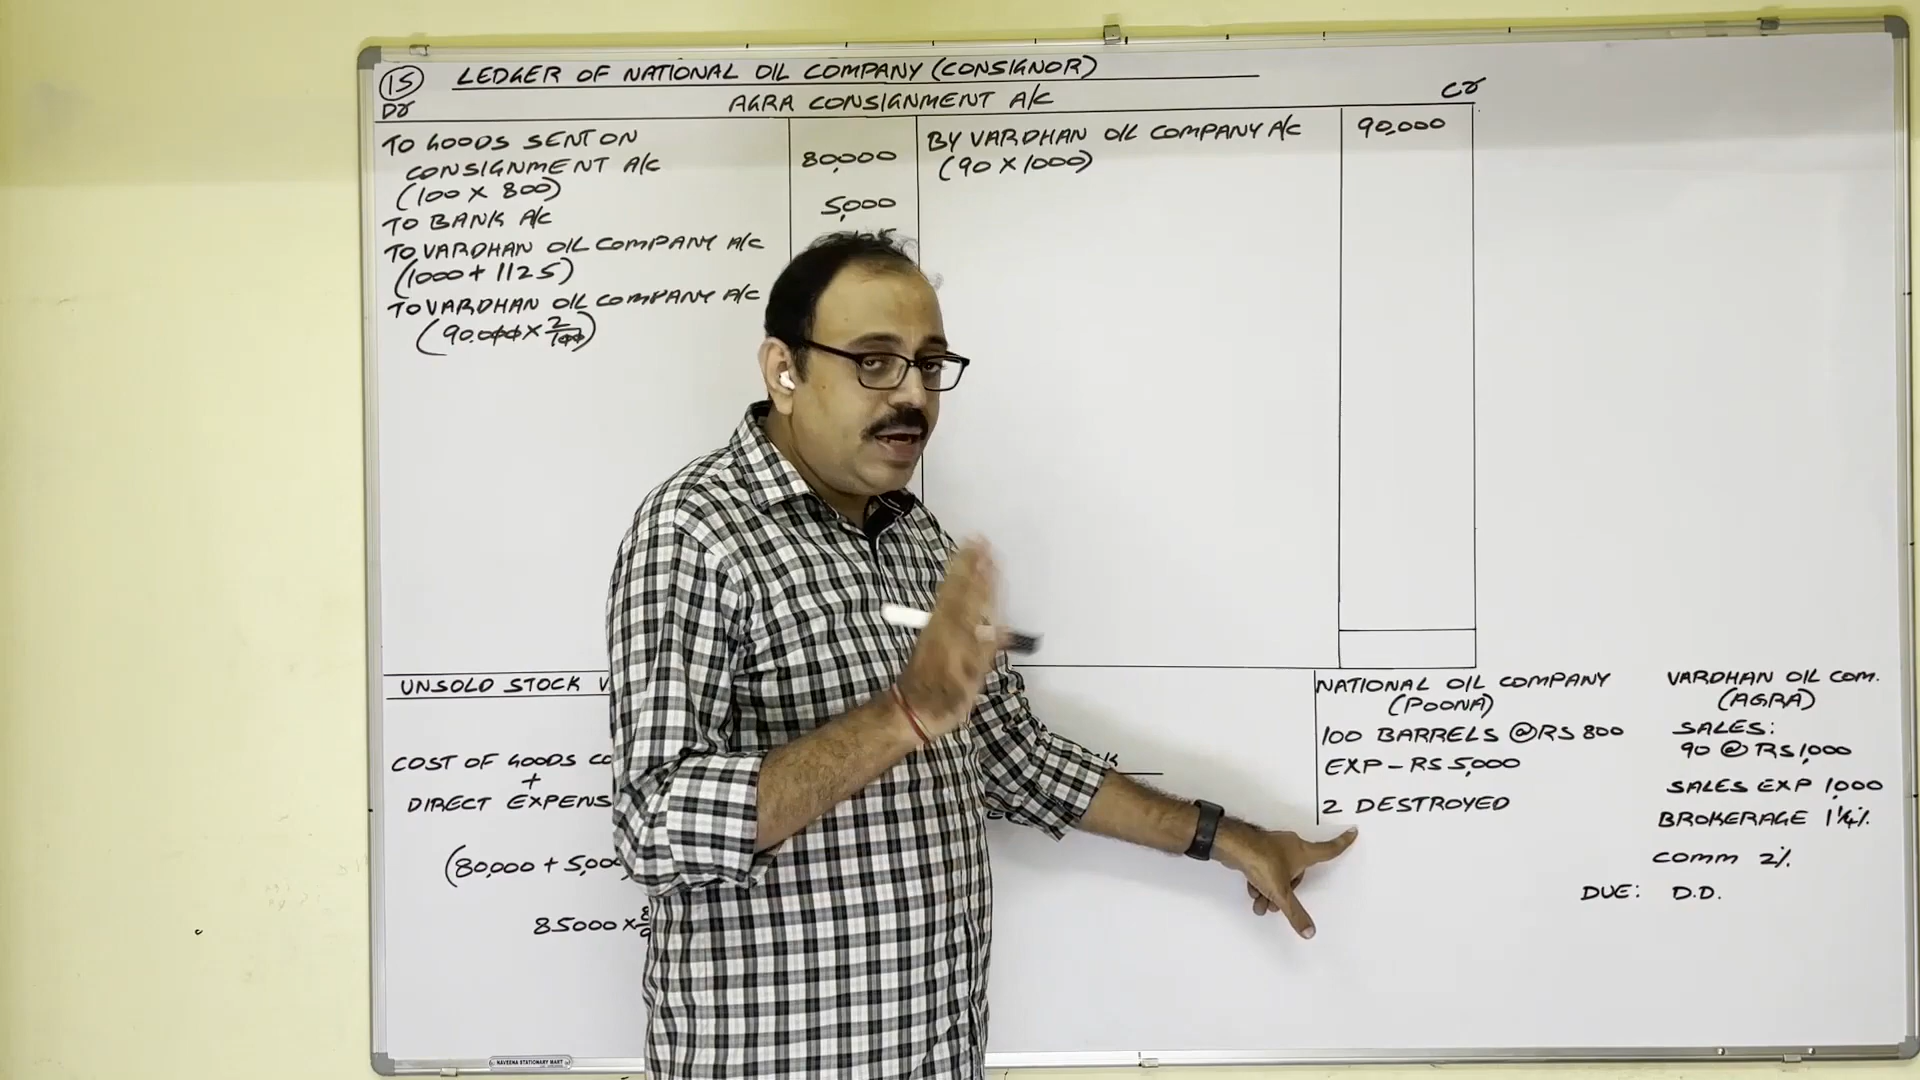 15 LEDGER OF NATIONAL OIL COMPANY (CONSIGNOR)
Dr AGRA CONSIGNMENT A/C Cr
TO GOODS SENT ON
CONSIGNMENT A/C 80,000
(100 X 800)
TO BANK A/C 5,000
TO VARDHAN OIL COMPANY A/C
(1000 + 1125)
TO VARDHAN OIL COMPANY A/C
(90,000 X 2/100)
BY VARDHAN OIL COMPANY A/C 90,000
(90 X 1000)
UNSOLD STOCK
COST OF GOODS
+
DIRECT
(80,000 +
85000 X
NATIONAL OIL COMPANY
(POONA)
100 BARRELS @ RS 800
EXP - RS 5,000
2 DESTROYED
VARDHAN OIL COM.
(AGRA)
SALES:
90 @ RS 1,000
SALES EXP 1,000
BROKERAGE 1 1/4 %.
COMM 2%.
DUE: D.D.
NAVEENA STATIONARY MART